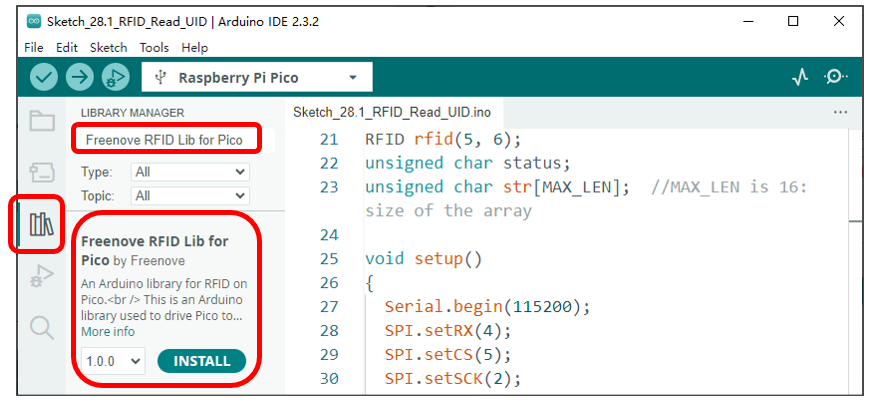 Sketch_28.1_RFID_Read_UID | Arduino IDE 2.3.2
File Edit Sketch Tools Help
Raspberry Pi Pico
LIBRARY MANAGER
Freenove RFID Lib for Pico
Type: All
Topic: All
Freenove RFID Lib for
Pico by Freenove
An Arduino library for RFID on
Pico.<br /> This is an Arduino
library used to drive Pico to...
More info
1.0.0 INSTALL
Sketch_28.1_RFID_Read_UID.ino
21 RFID rfid(5, 6);
22 unsigned char status;
23 unsigned char str[MAX_LEN]; //MAX_LEN is 16:
size of the array
24
25 void setup()
26 {
27 Serial.begin(115200);
28 SPI.setRX(4);
29 SPI.setCS(5);
30 SPI.setSCK(2);